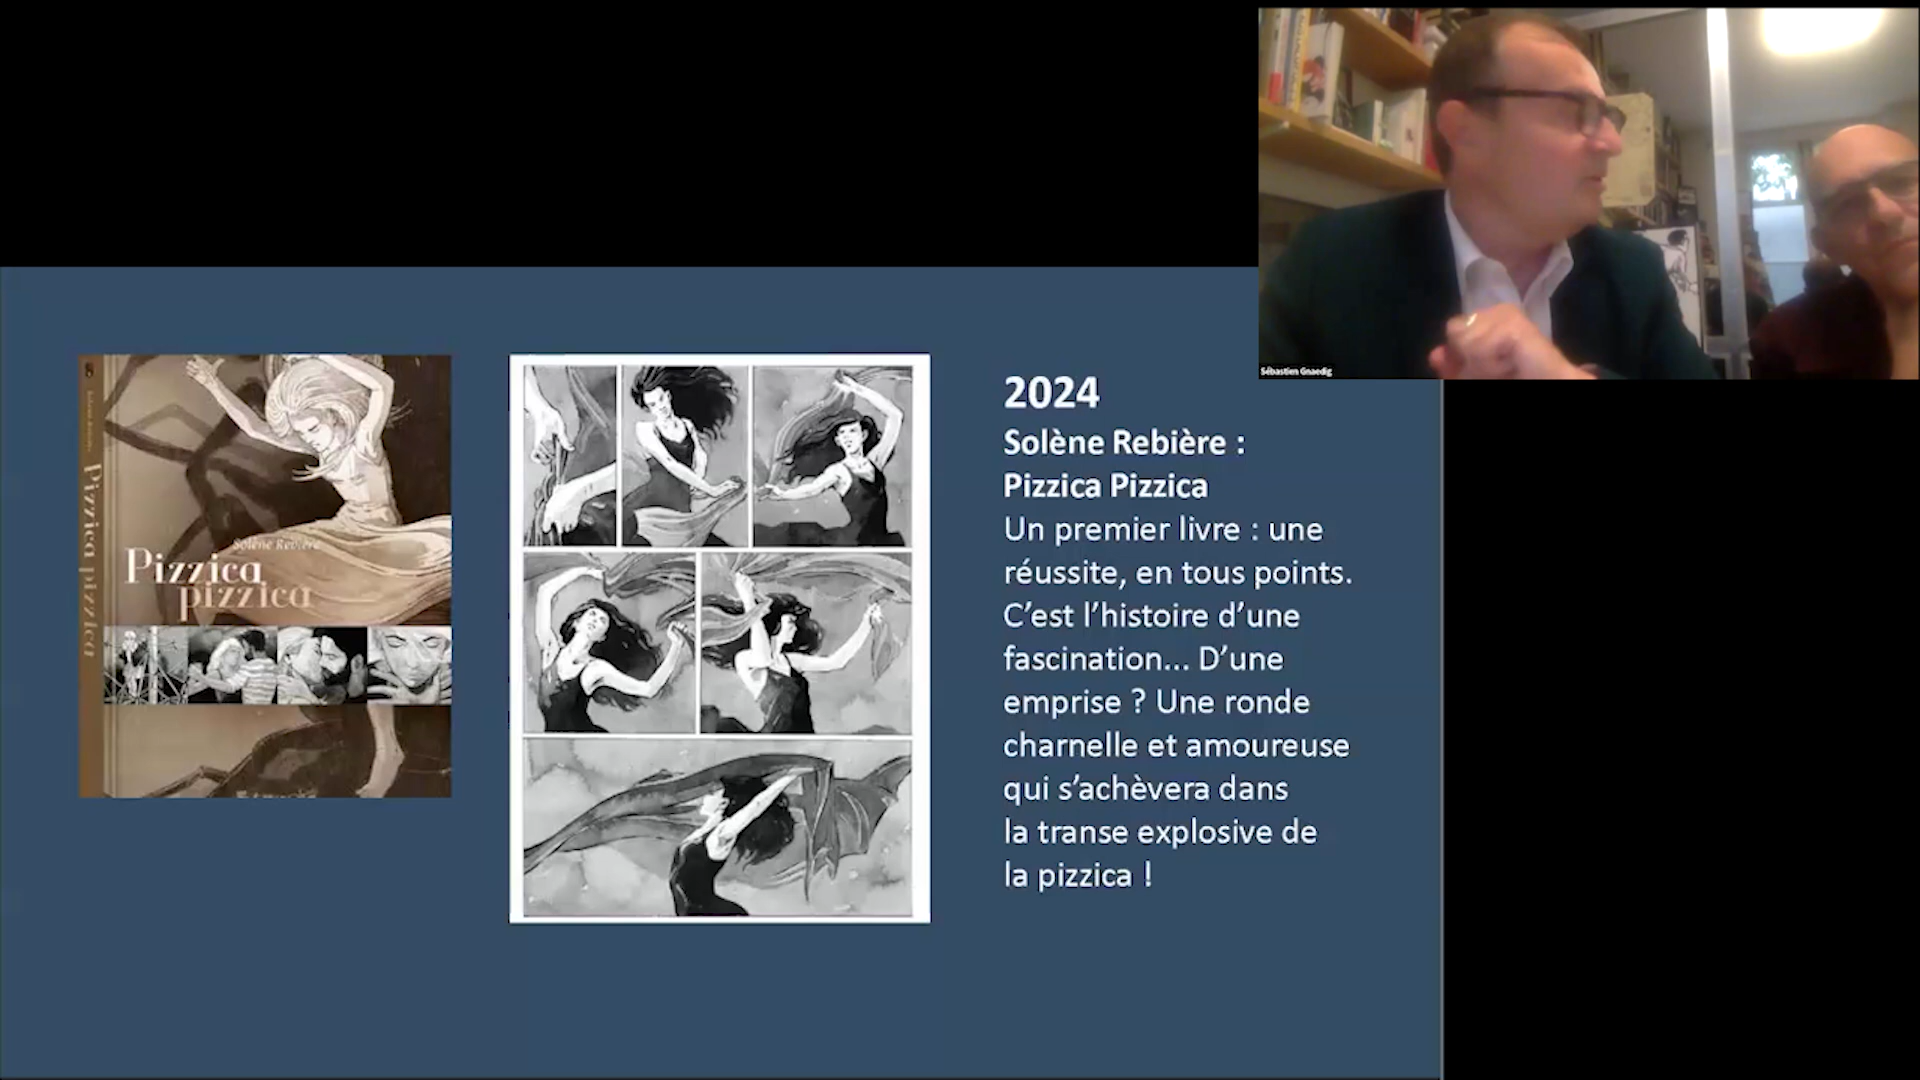 Sébastien Gnaedig
Pizzica pizzica
Solène Rebière
Pizzica
pizzica
2024
Solène Rebière :
Pizzica Pizzica
Un premier livre : une
réussite, en tous points.
C’est l’histoire d’une
fascination... D’une
emprise ? Une ronde
charnelle et amoureuse
qui s’achèvera dans
la transe explosive de
la pizzica !